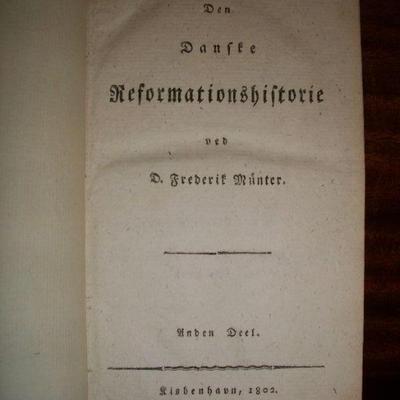 Den
Danske
Reformationshistorie
ved
D. Frederik Münter.
Anden Deel.
Kiøbenhavn, 1802.